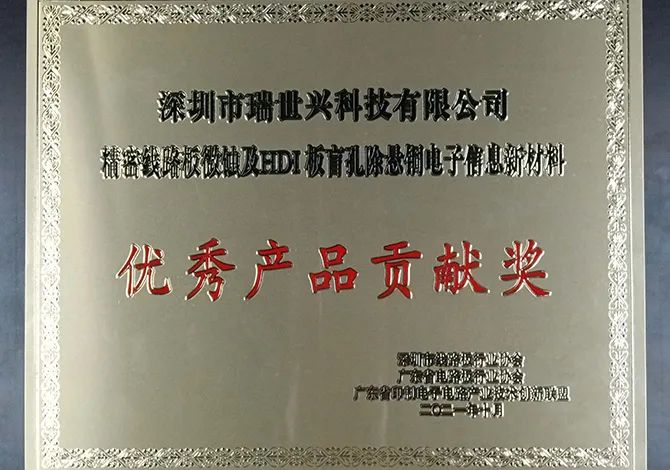 深圳市瑞世兴科技有限公司
精密线路板微蚀及HDI板盲孔除悬铜电子信息新材料
优秀产品贡献奖
深圳市线路板行业协会
广东省电路板行业协会
广东省印制电子电路产业技术创新联盟
二〇二一年十月